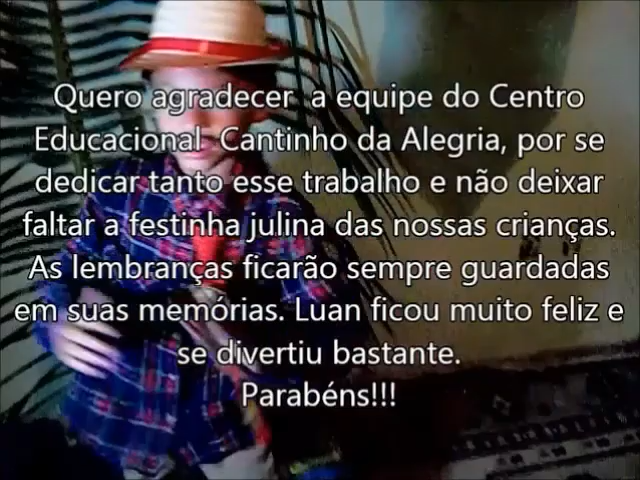 Quero agradecer a equipe do Centro
Educacional Cantinho da Alegria, por se
dedicar tanto esse trabalho e não deixar
faltar a festinha julina das nossas crianças.
As lembranças ficarão sempre guardadas
em suas memórias. Luan ficou muito feliz e
se divertiu bastante.
Parabéns!!!